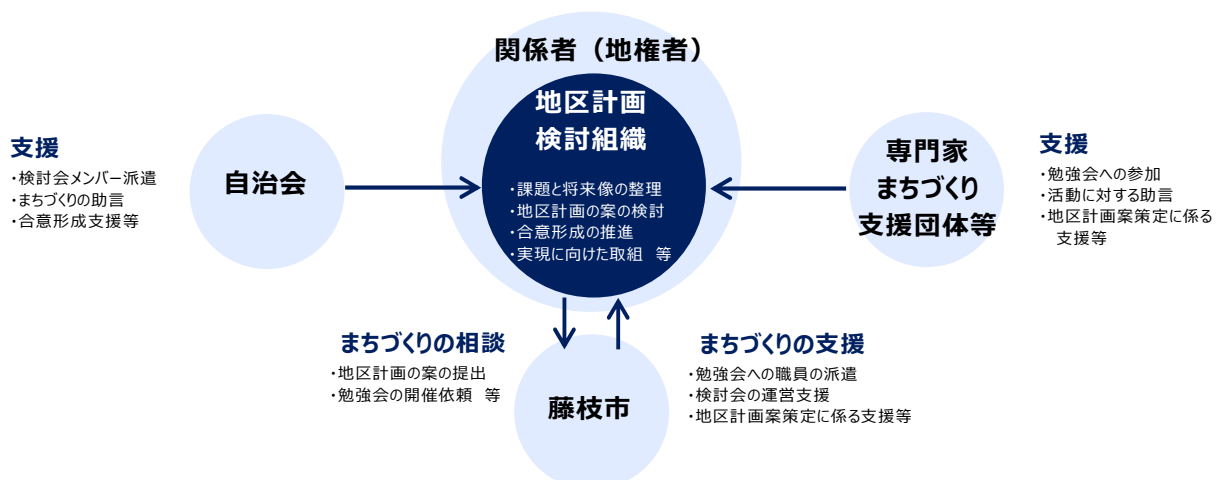 関係者（地権者）
地区計画
検討組織
・課題と将来像の整理
・地区計画の案の検討
・合意形成の推進
・実現に向けた取組 等
支援
・検討会メンバー派遣
・まちづくりの助言
・合意形成支援等
自治会
専門家
まちづくり
支援団体等
支援
・勉強会への参加
・活動に対する助言
・地区計画案策定に係る
支援等
まちづくりの相談
・地区計画の案の提出
・勉強会の開催依頼 等
藤枝市
まちづくりの支援
・勉強会への職員の派遣
・検討会の運営支援
・地区計画案策定に係る支援等